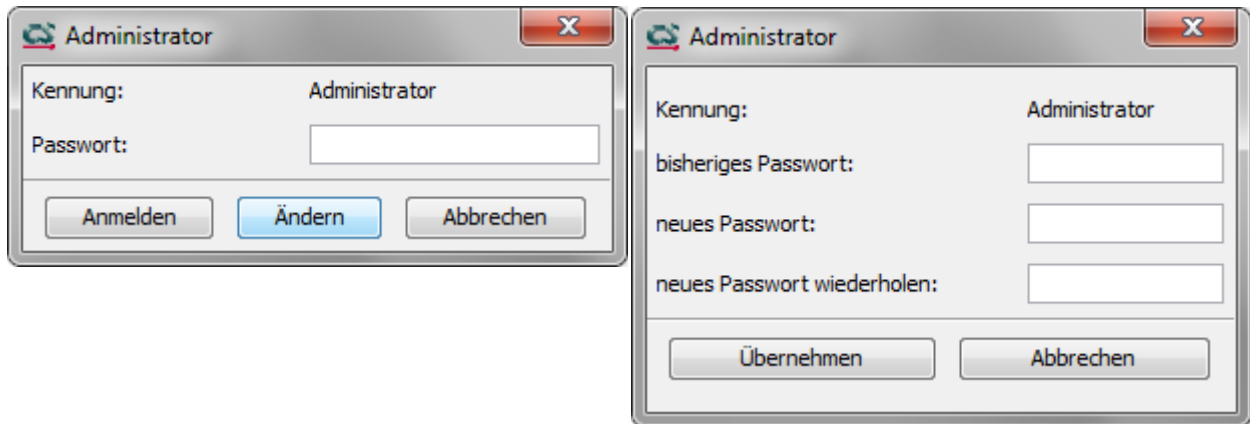 Administrator
Kennung: Administrator
Passwort:
Anmelden Ändern Abbrechen
Administrator
Kennung: Administrator
bisheriges Passwort:
neues Passwort:
neues Passwort wiederholen:
Übernehmen Abbrechen